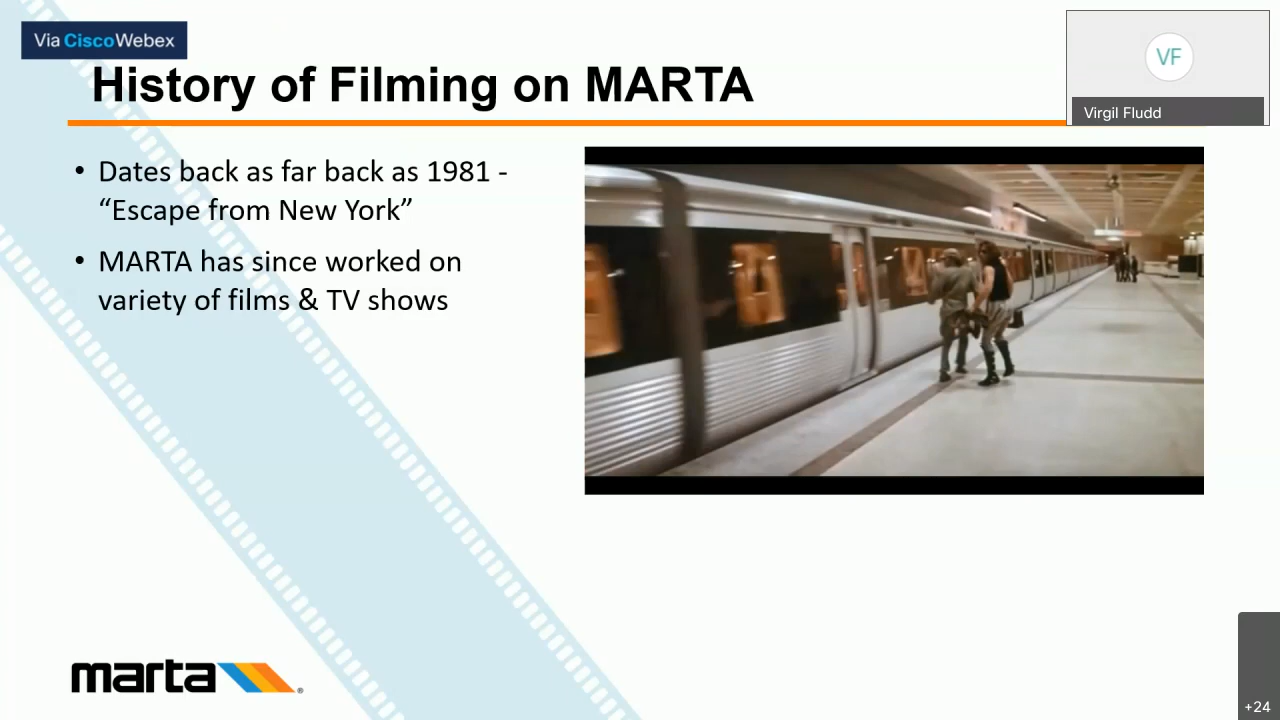 Via CiscoWebex
History of Filming on MARTA
VF
Virgil Fludd
• Dates back as far back as 1981 -
“Escape from New York”
• MARTA has since worked on
variety of films & TV shows
marta®
+24